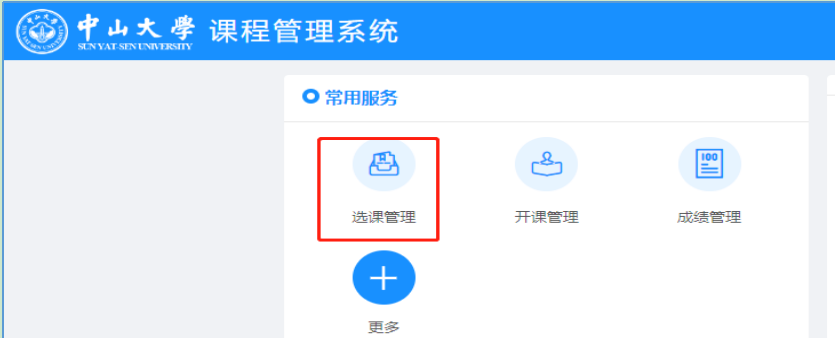 中山大學 课程管理系统
SUN YAT-SEN UNIVERSITY
常用服务
100
选课管理 开课管理 成绩管理
更多